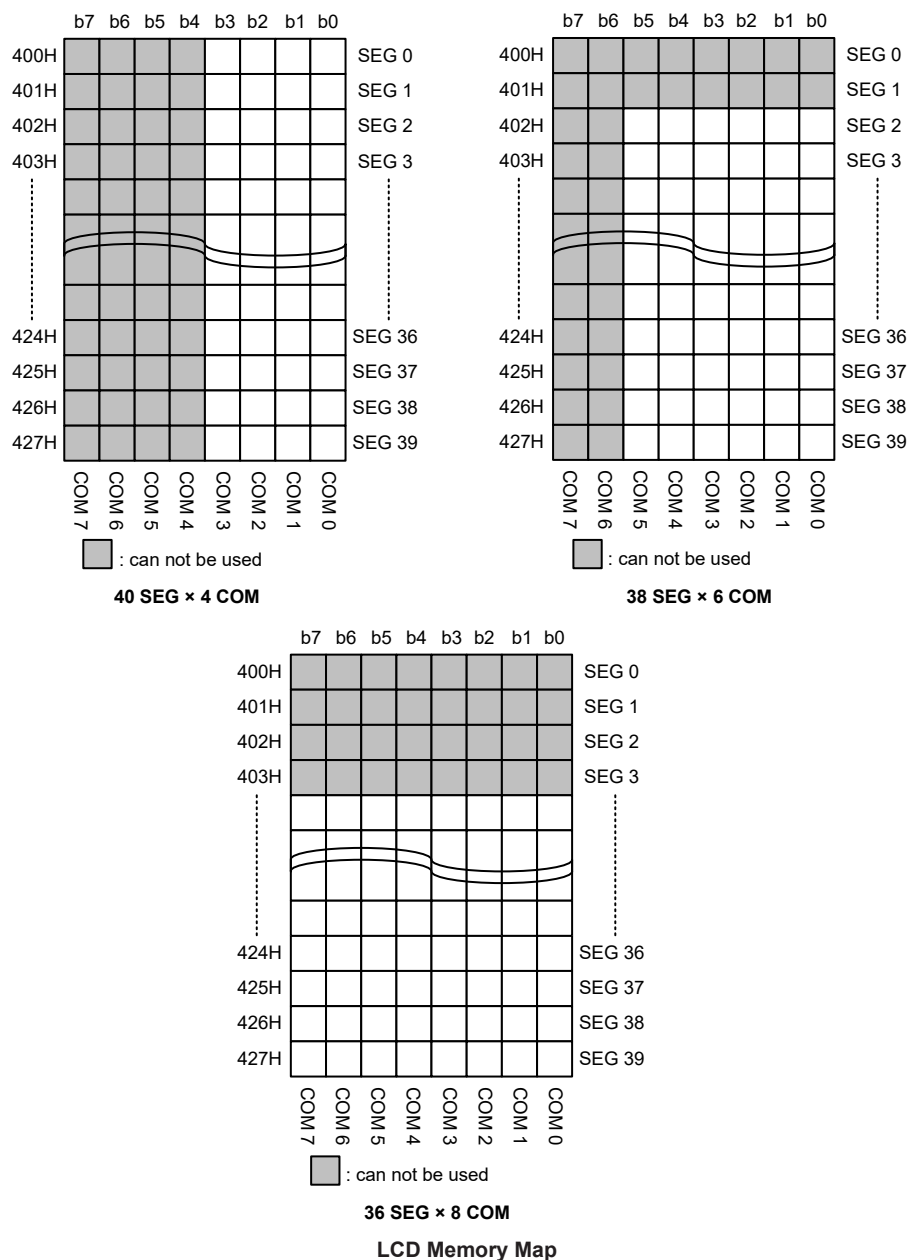 b7 b6 b5 b4 b3 b2 b1 b0
400H SEG 0
401H SEG 1
402H SEG 2
403H SEG 3
424H SEG 36
425H SEG 37
426H SEG 38
427H SEG 39
COM 7 COM 6 COM 5 COM 4 COM 3 COM 2 COM 1 COM 0
: can not be used
40 SEG × 4 COM
b7 b6 b5 b4 b3 b2 b1 b0
400H SEG 0
401H SEG 1
402H SEG 2
403H SEG 3
424H SEG 36
425H SEG 37
426H SEG 38
427H SEG 39
COM 7 COM 6 COM 5 COM 4 COM 3 COM 2 COM 1 COM 0
: can not be used
38 SEG × 6 COM
b7 b6 b5 b4 b3 b2 b1 b0
400H SEG 0
401H SEG 1
402H SEG 2
403H SEG 3
424H SEG 36
425H SEG 37
426H SEG 38
427H SEG 39
COM 7 COM 6 COM 5 COM 4 COM 3 COM 2 COM 1 COM 0
: can not be used
36 SEG × 8 COM
LCD Memory Map